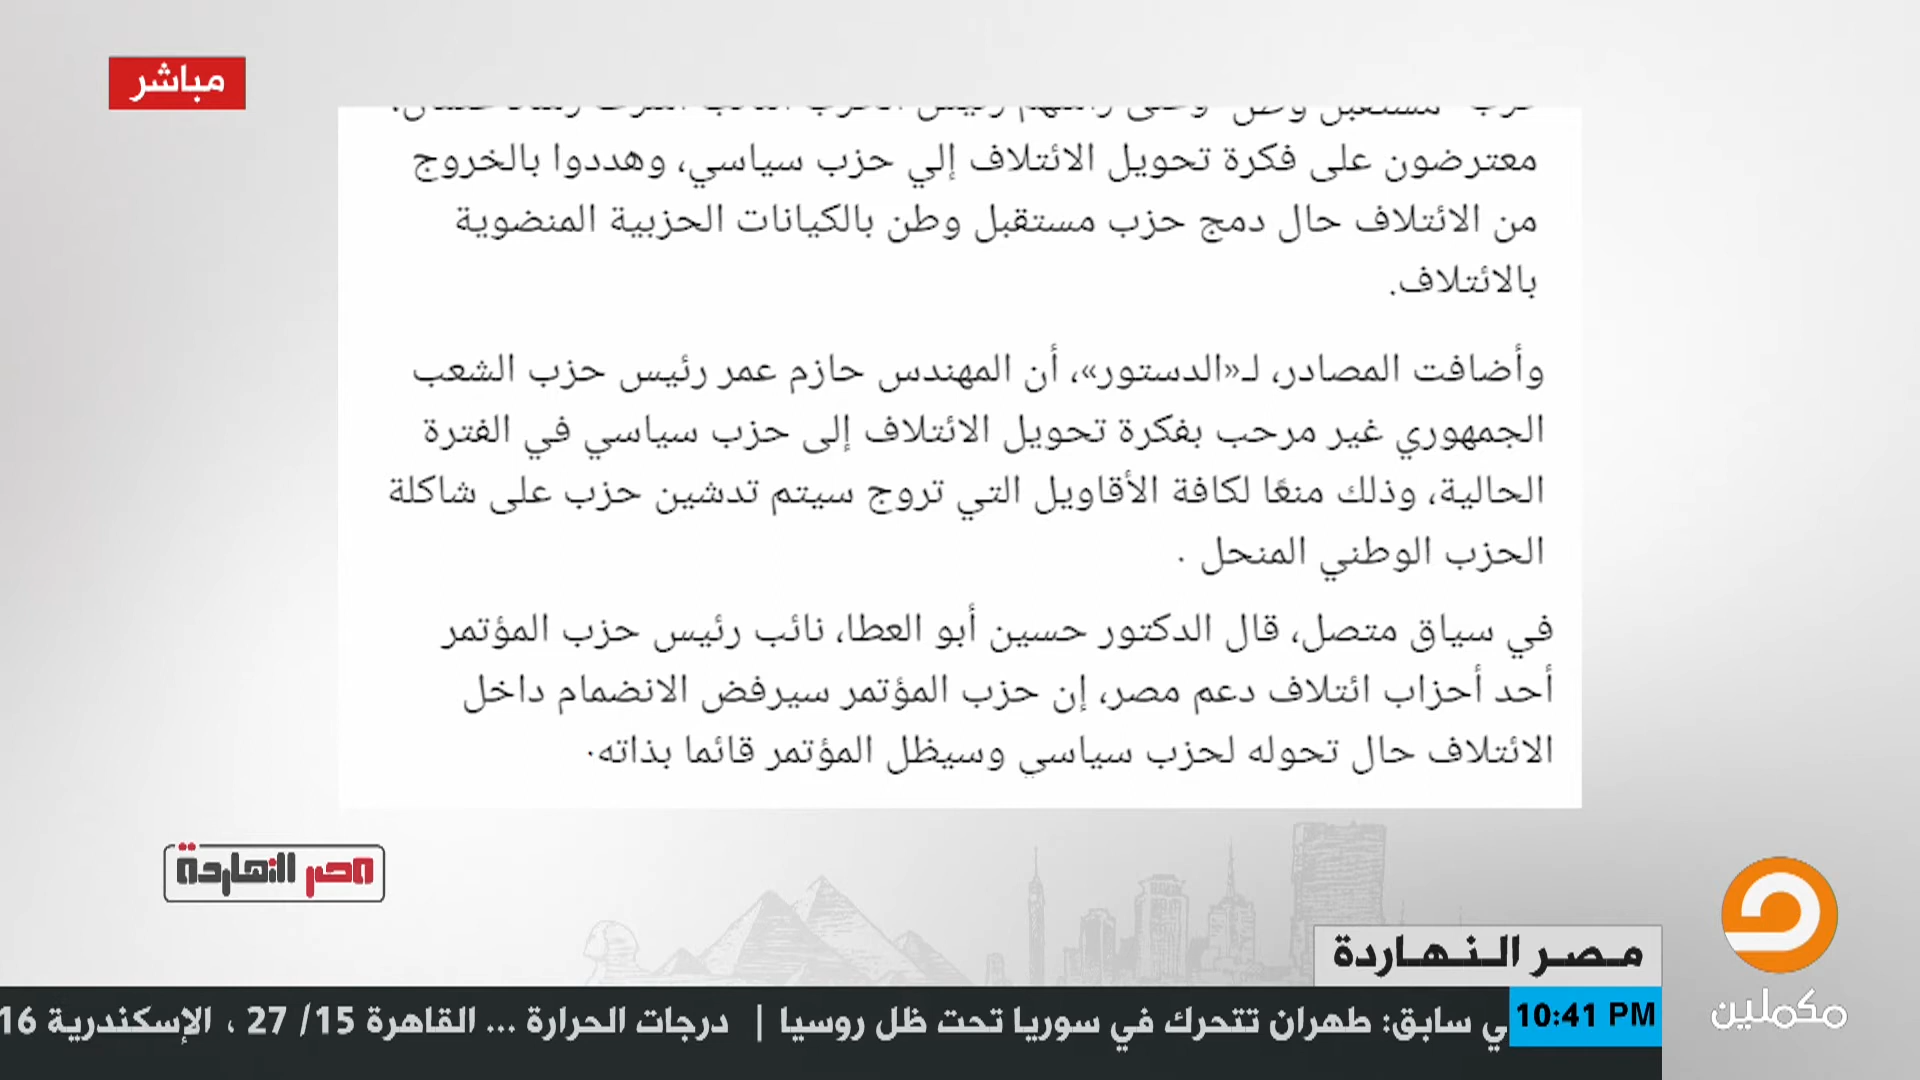 مباشر
معترضون على فكرة تحويل الائتلاف إلي حزب سياسي، وهددوا بالخروج
من الائتلاف حال دمج حزب مستقبل وطن بالكيانات الحزبية المنضوية
بالائتلاف.
وأضافت المصادر، لـ«الدستور»، أن المهندس حازم عمر رئيس حزب الشعب
الجمهوري غير مرحب بفكرة تحويل الائتلاف إلى حزب سياسي في الفترة
الحالية، وذلك منعًا لكافة الأقاويل التي تروج سيتم تدشين حزب على شاكلة
الحزب الوطني المنحل .
في سياق متصل، قال الدكتور حسين أبو العطا، نائب رئيس حزب المؤتمر
أحد أحزاب ائتلاف دعم مصر، إن حزب المؤتمر سيرفض الانضمام داخل
الائتلاف حال تحوله لحزب سياسي وسيظل المؤتمر قائما بذاته.
مصر النهاردة
مصر النهاردة
مكملين
10:41 PM
سابق: طهران تتحرك في سوريا تحت ظل روسيا | درجات الحرارة ... القاهرة 15/ 27 ، الإسكندرية 16